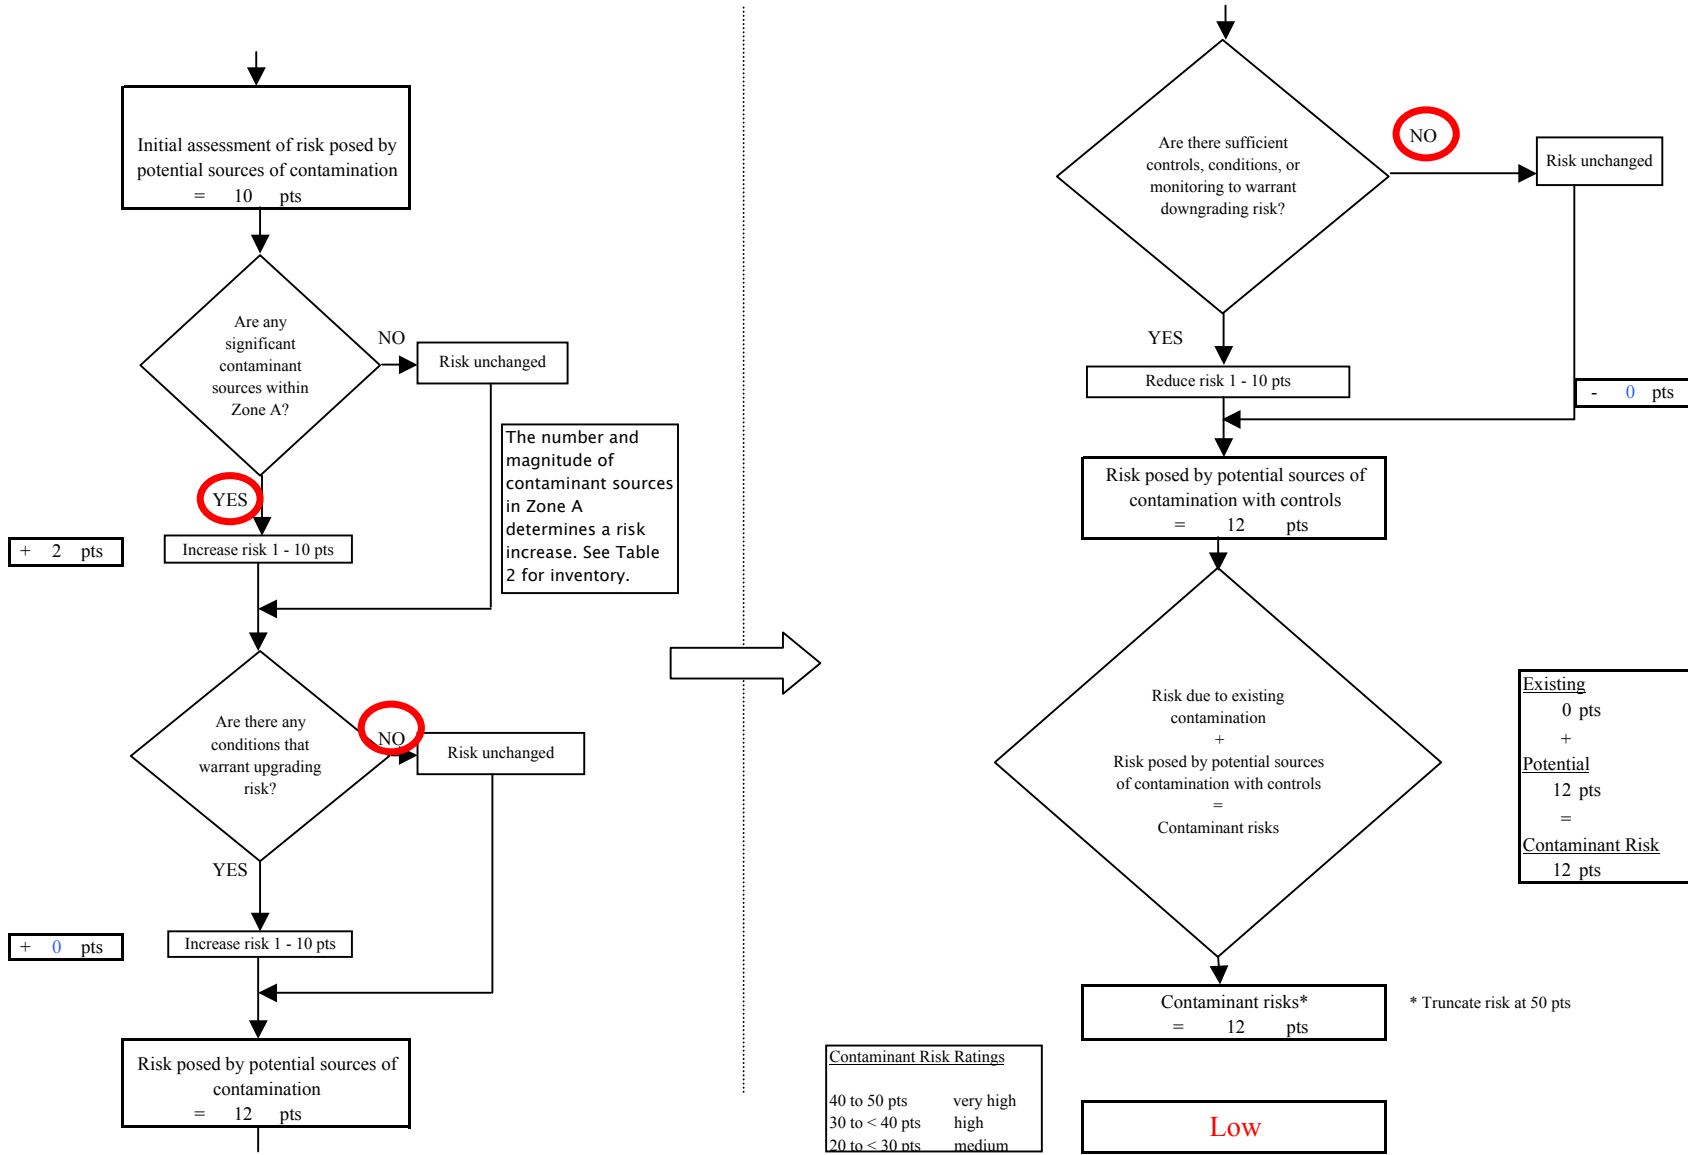 Initial assessment of risk posed by
potential sources of contamination
= 10 pts
Are any
significant
contaminant
sources within
Zone A?
NO
Risk unchanged
The number and
magnitude of
contaminant sources
in Zone A
determines a risk
increase. See Table
2 for inventory.
YES
+ 2 pts
Increase risk 1 - 10 pts
Are there any
conditions that
warrant upgrading
risk?
NO
Risk unchanged
YES
+ 0 pts
Increase risk 1 - 10 pts
Risk posed by potential sources of
contamination
= 12 pts
Are there sufficient
controls, conditions, or
monitoring to warrant
downgrading risk?
NO
Risk unchanged
YES
Reduce risk 1 - 10 pts
- 0 pts
Risk posed by potential sources of
contamination with controls
= 12 pts
Risk due to existing
contamination
+
Risk posed by potential sources
of contamination with controls
=
Contaminant risks
Existing
0 pts
+
Potential
12 pts
=
Contaminant Risk
12 pts
Contaminant risks*
= 12 pts
* Truncate risk at 50 pts
Contaminant Risk Ratings
40 to 50 pts very high
30 to < 40 pts high
20 to < 30 pts medium
Low